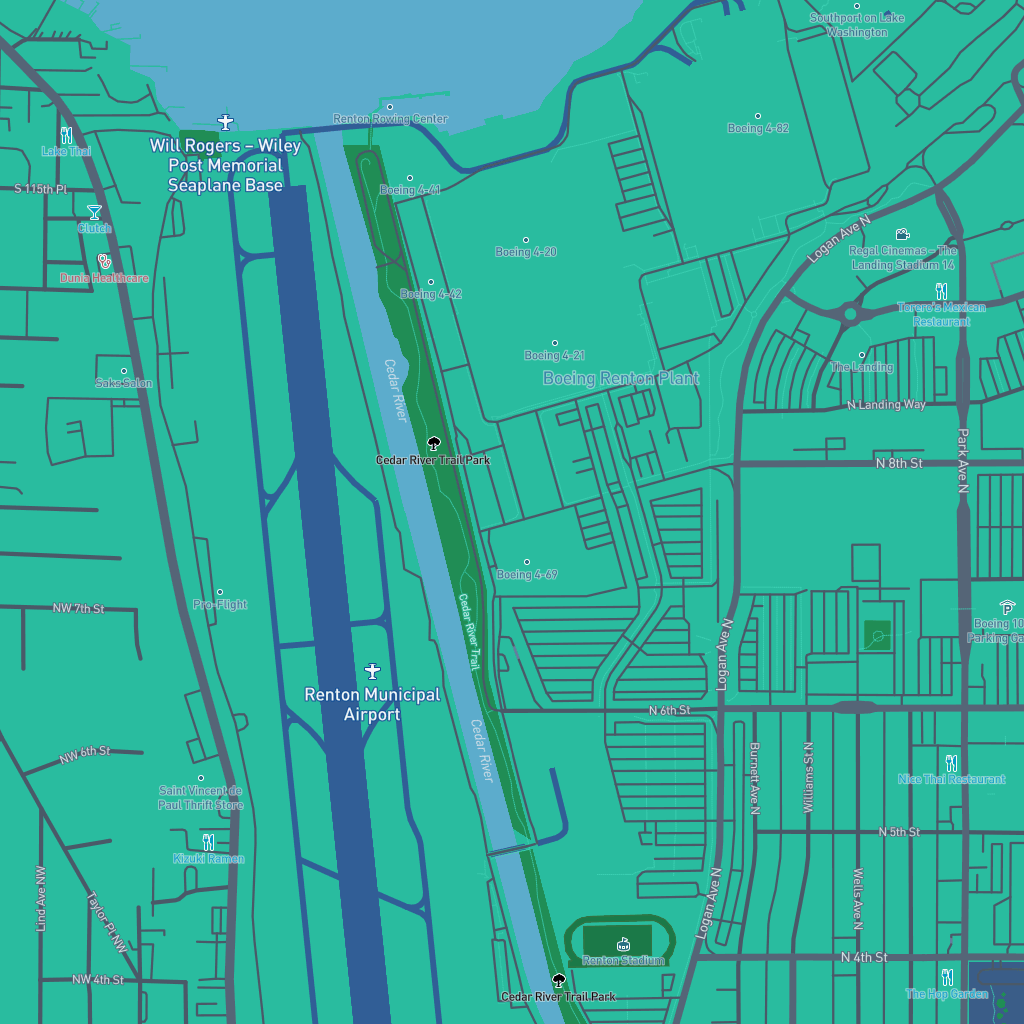 Southport on Lake
Washington
Renton Rowing Center
Boeing 4-82
Will Rogers – Wiley
Post Memorial
Seaplane Base
Lake Thai
S 115th Pl
Boeing 4-41
Clutch
Logan Ave N
Boeing 4-20
Regal Cinemas - The
Landing Stadium 14
Dunia Healthcare
Boeing 4-42
Torero's Mexican
Restaurant
Boeing 4-21
The Landing
Boeing Renton Plant
Saks Salon
Cedar River
N Landing Way
Cedar River Trail Park
N 8th St
Park Ave N
Boeing 4-69
Pro-Flight
NW 7th St
Cedar River Trail
Boeing 10
Parking Ga
Logan Ave N
Renton Municipal
Airport
N 6th St
Cedar River
NW 6th St
Burnett Ave N
Williams St N
Nice Thai Restaurant
Saint Vincent de
Paul Thrift Store
N 5th St
Kizuki Ramen
Lind Ave NW
Taylor Pl NW
Logan Ave N
Wells Ave N
Renton Stadium
N 4th St
NW 4th St
Cedar River Trail Park
The Hop Garden